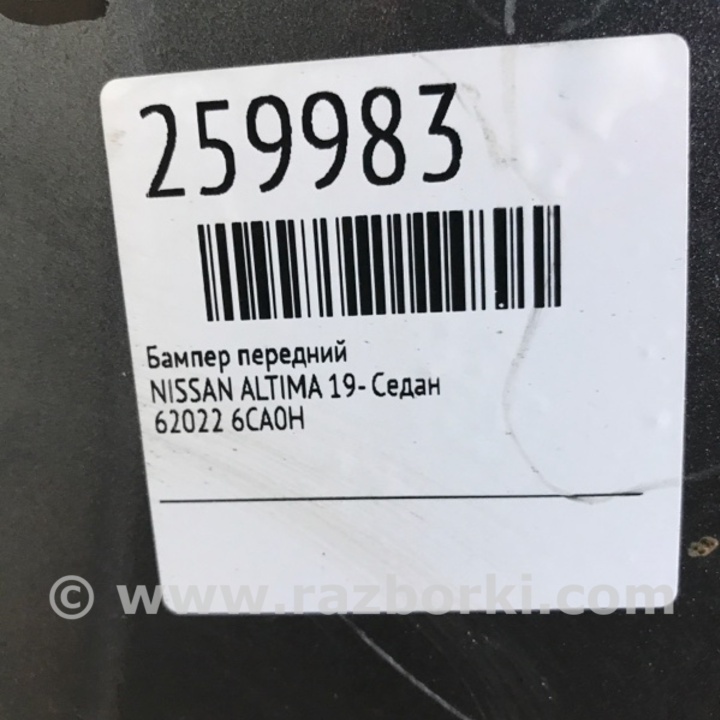 259983
Бампер передний
NISSAN ALTIMA 19- Седан
62022 6CA0H
© www.razborki.com